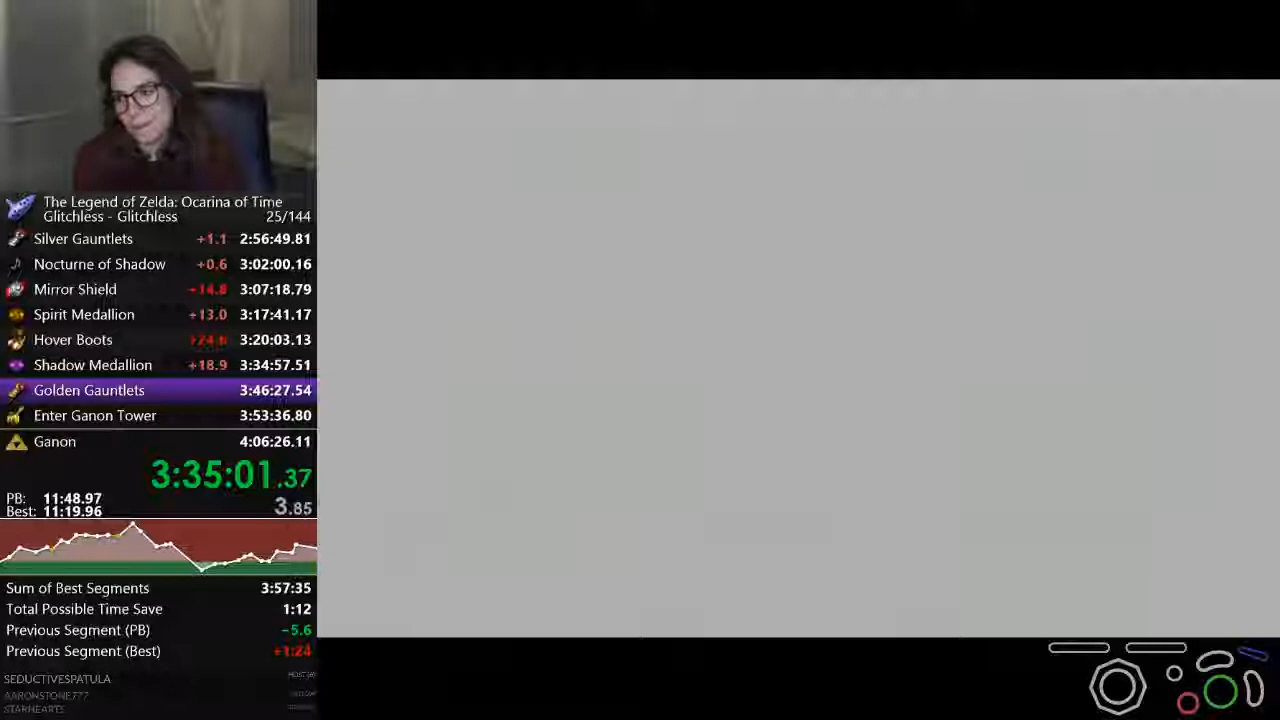 The Legend of Zelda: Ocarina of Time
Glitchless - Glitchless 25/144
Silver Gauntlets +1.1 2:56:49.81
Nocturne of Shadow +0.6 3:02:00.16
Mirror Shield -14.8 3:07:18.79
Spirit Medallion +13.0 3:17:41.17
Hover Boots +24.6 3:20:03.13
Shadow Medallion +18.9 3:34:57.51
Golden Gauntlets 3:46:27.54
Enter Ganon Tower 3:53:36.80
Ganon 4:06:26.11
3:35:01.37
PB: 11:48.97
Best: 11:19.96 3.85
Sum of Best Segments 3:57:35
Total Possible Time Save 1:12
Previous Segment (PB) -5.6
Previous Segment (Best) +1:24
SEDUCTIVESPATULA
AARONSTONE777
STARHEARTS